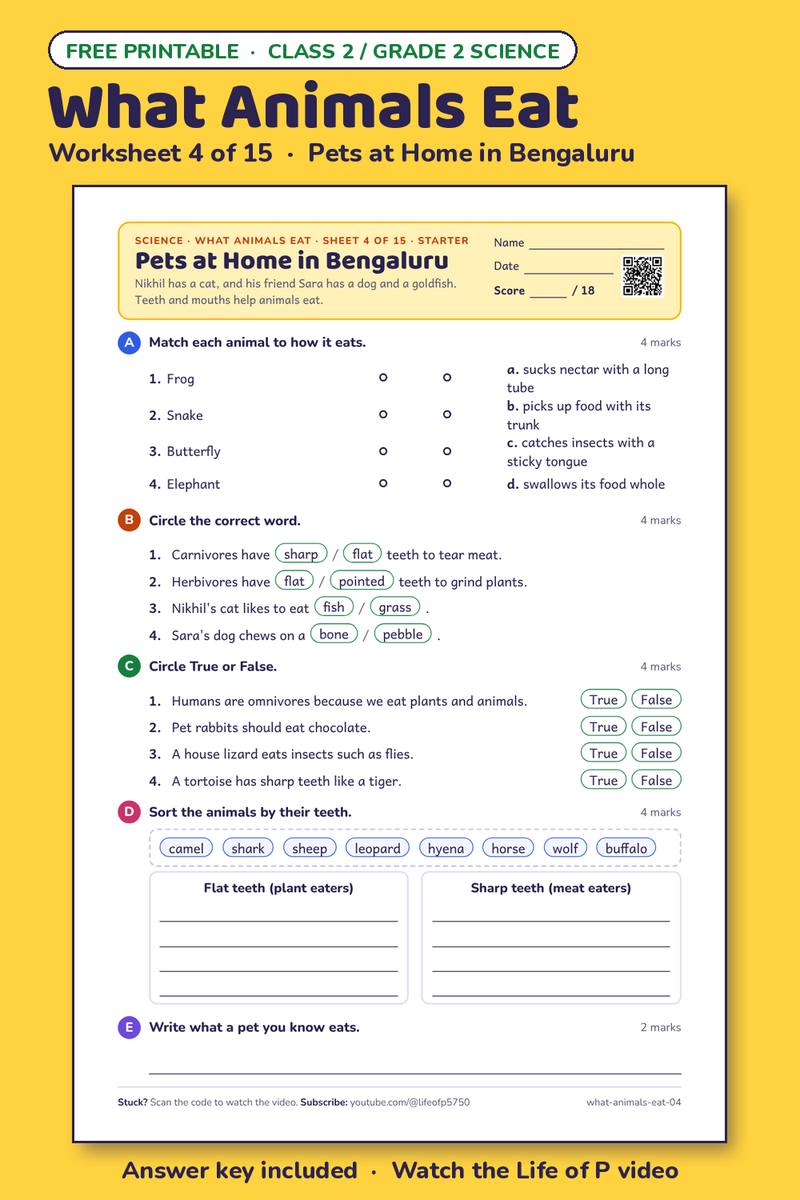 FREE PRINTABLE · CLASS 2 / GRADE 2 SCIENCE
What Animals Eat
Worksheet 4 of 15 · Pets at Home in Bengaluru
SCIENCE · WHAT ANIMALS EAT · SHEET 4 OF 15 · STARTER
Pets at Home in Bengaluru
Nikhil has a cat, and his friend Sara has a dog and a goldfish.
Teeth and mouths help animals eat.
Name
Date
Score / 18
A Match each animal to how it eats. 4 marks
1. Frog
a. sucks nectar with a long
tube
2. Snake
b. picks up food with its
trunk
3. Butterfly
c. catches insects with a
sticky tongue
4. Elephant
d. swallows its food whole
B Circle the correct word. 4 marks
1. Carnivores have sharp / flat teeth to tear meat.
2. Herbivores have flat / pointed teeth to grind plants.
3. Nikhil's cat likes to eat fish / grass .
4. Sara's dog chews on a bone / pebble .
C Circle True or False. 4 marks
1. Humans are omnivores because we eat plants and animals. True False
2. Pet rabbits should eat chocolate. True False
3. A house lizard eats insects such as flies. True False
4. A tortoise has sharp teeth like a tiger. True False
D Sort the animals by their teeth. 4 marks
camel shark sheep leopard hyena horse wolf buffalo
Flat teeth (plant eaters) Sharp teeth (meat eaters)
E Write what a pet you know eats. 2 marks
Stuck? Scan the code to watch the video. Subscribe: youtube.com/@lifeofp5750 what-animals-eat-04
Answer key included · Watch the Life of P video